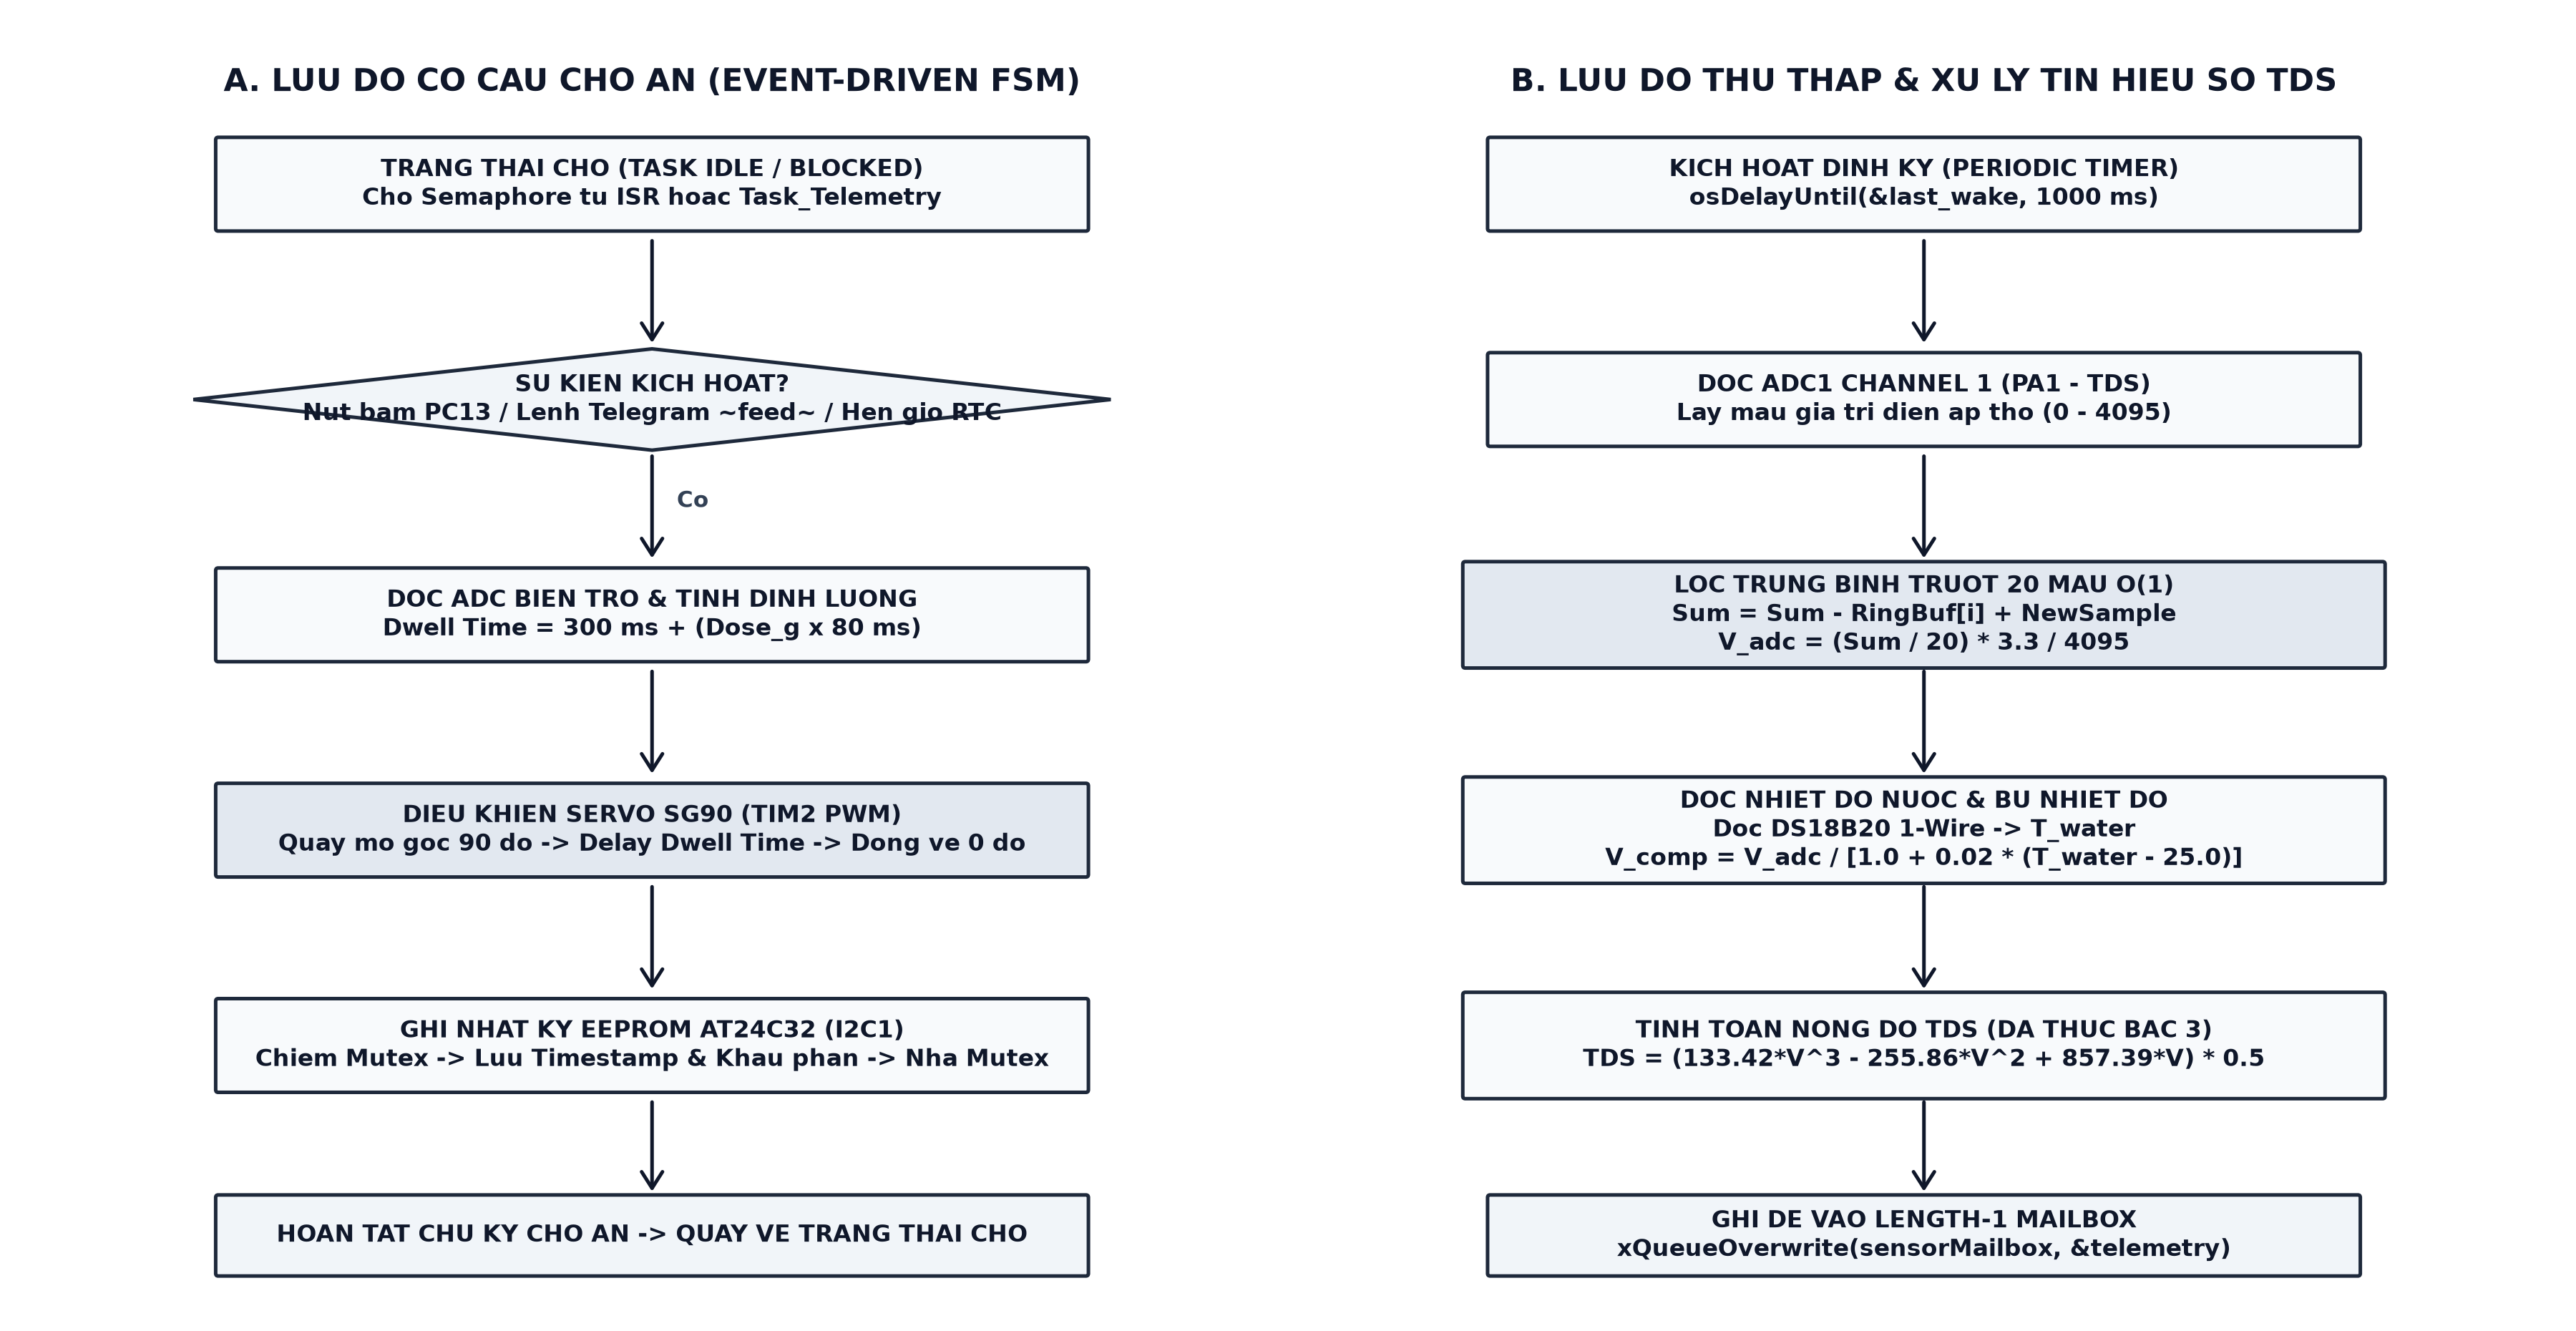 A. LUU DO CO CAU CHO AN (EVENT-DRIVEN FSM)
TRANG THAI CHO (TASK IDLE / BLOCKED)
Cho Semaphore tu ISR hoac Task_Telemetry
SU KIEN KICH HOAT?
Nut bam PC13 / Lenh Telegram ~feed~ / Hen gio RTC
Co
DOC ADC BIEN TRO & TINH DINH LUONG
Dwell Time = 300 ms + (Dose_g x 80 ms)
DIEU KHIEN SERVO SG90 (TIM2 PWM)
Quay mo goc 90 do -> Delay Dwell Time -> Dong ve 0 do
GHI NHAT KY EEPROM AT24C32 (I2C1)
Chiem Mutex -> Luu Timestamp & Khau phan -> Nha Mutex
HOAN TAT CHU KY CHO AN -> QUAY VE TRANG THAI CHO
B. LUU DO THU THAP & XU LY TIN HIEU SO TDS
KICH HOAT DINH KY (PERIODIC TIMER)
osDelayUntil(&last_wake, 1000 ms)
DOC ADC1 CHANNEL 1 (PA1 - TDS)
Lay mau gia tri dien ap tho (0 - 4095)
LOC TRUNG BINH TRUOT 20 MAU O(1)
Sum = Sum - RingBuf[i] + NewSample
V_adc = (Sum / 20) * 3.3 / 4095
DOC NHIET DO NUOC & BU NHIET DO
Doc DS18B20 1-Wire -> T_water
V_comp = V_adc / [1.0 + 0.02 * (T_water - 25.0)]
TINH TOAN NONG DO TDS (DA THUC BAC 3)
TDS = (133.42*V^3 - 255.86*V^2 + 857.39*V) * 0.5
GHI DE VAO LENGTH-1 MAILBOX
xQueueOverwrite(sensorMailbox, &telemetry)